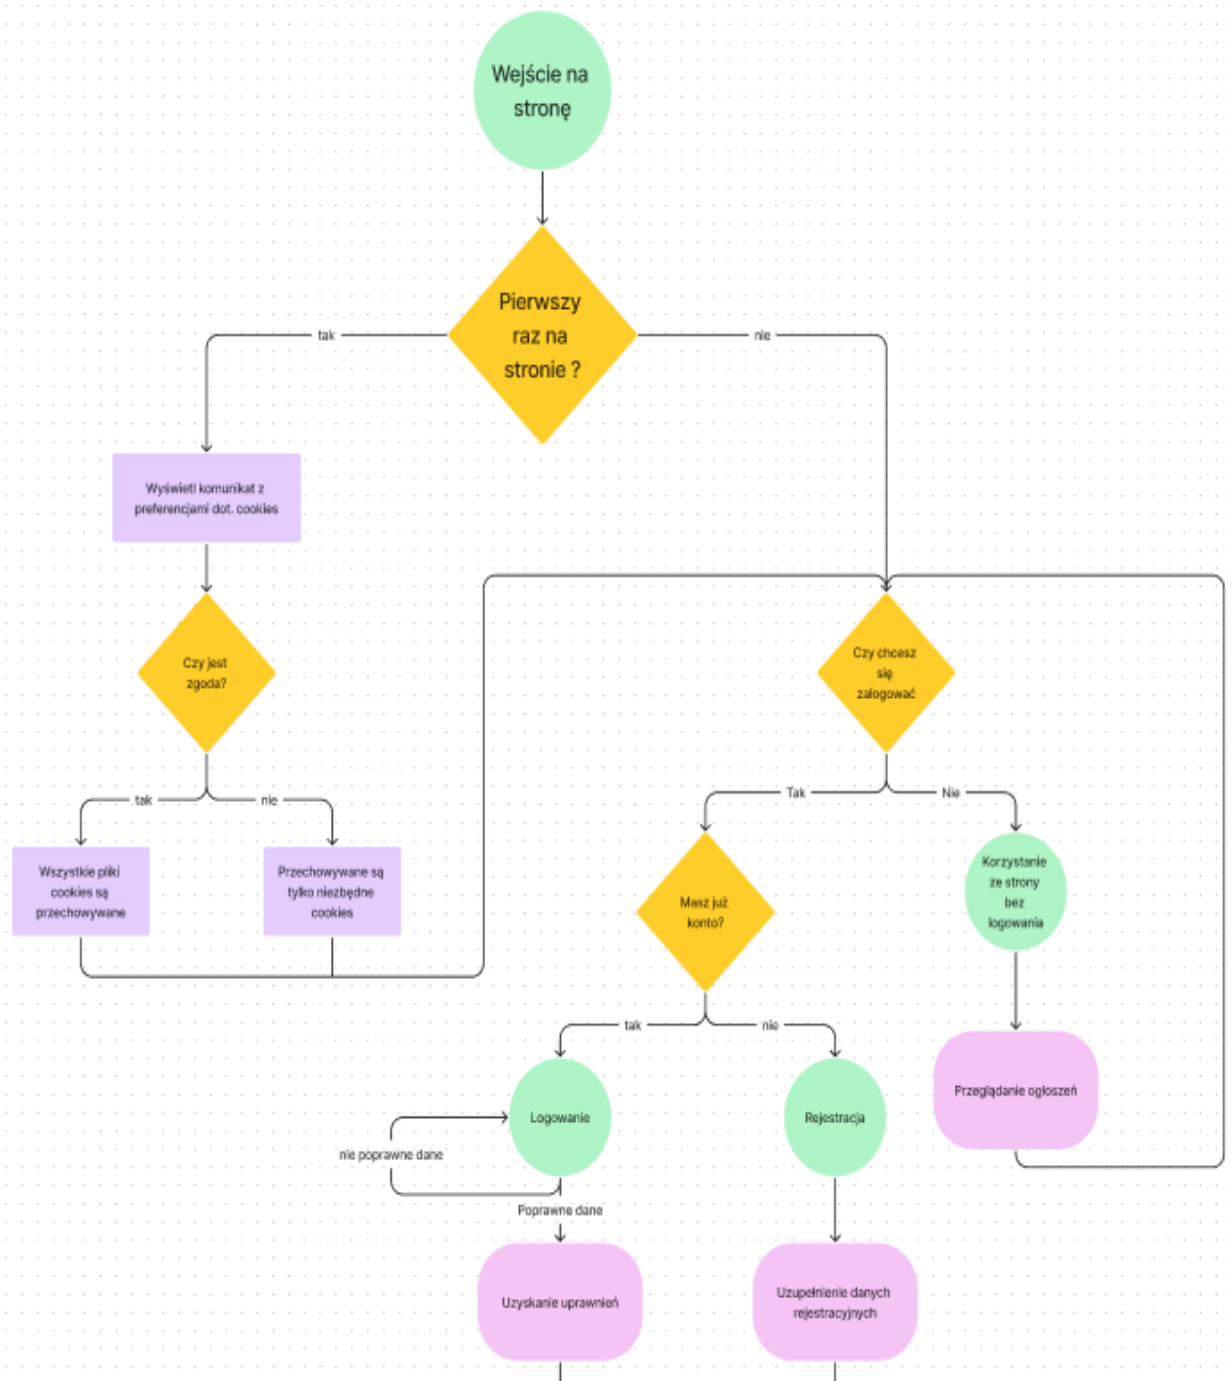 Wejście na
stronę
Pierwszy
raz na
stronie ?
tak
nie
Wyświetl komunikat z
preferencjami dot. cookies
Czy jest
zgoda?
Czy chcesz
się
zalogować
tak
nie
Tak
Nie
Wszystkie pliki
cookies są
przechowywane
Przechowywane są
tylko niezbędne
cookies
Masz już
konto?
Korzystanie
ze strony
bez
logowania
tak
nie
Przeglądanie ogłoszeń
Logowanie
Rejestracja
nie poprawne dane
Poprawne dane
Uzyskanie uprawnień
Uzupełnienie danych
rejestracyjnych